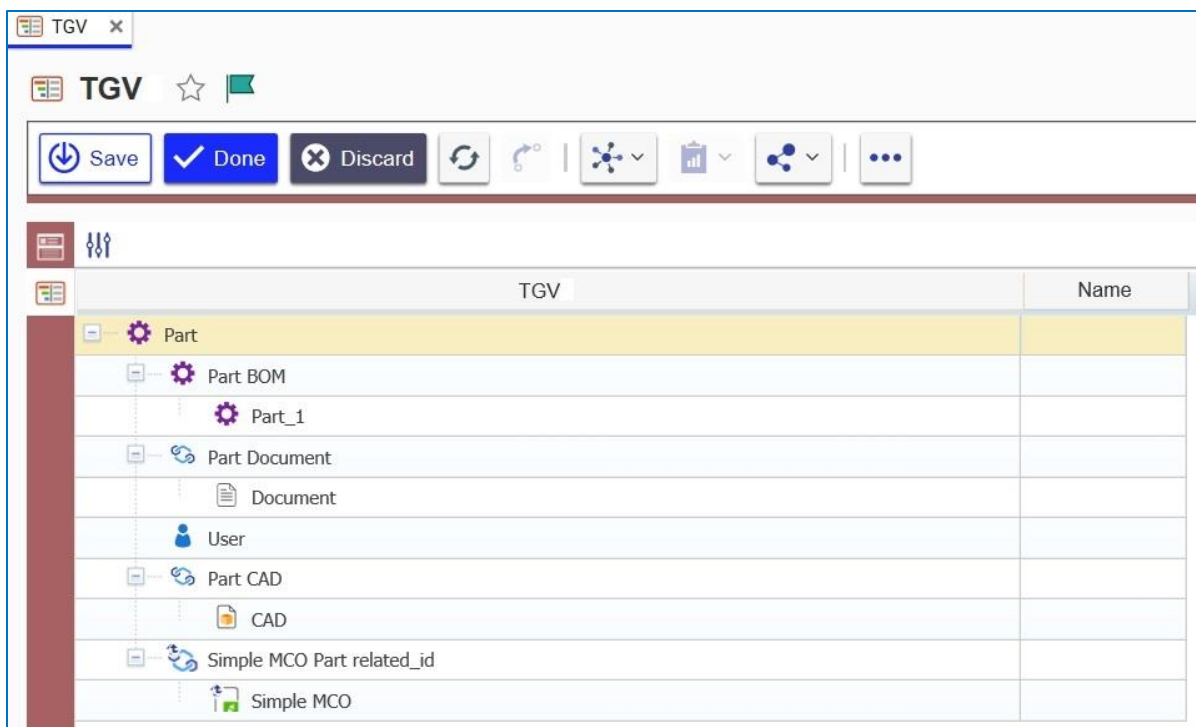 TGV
TGV
Save Done Discard
TGV Name
Part
Part BOM
Part_1
Part Document
Document
User
Part CAD
CAD
Simple MCO Part related_id
Simple MCO